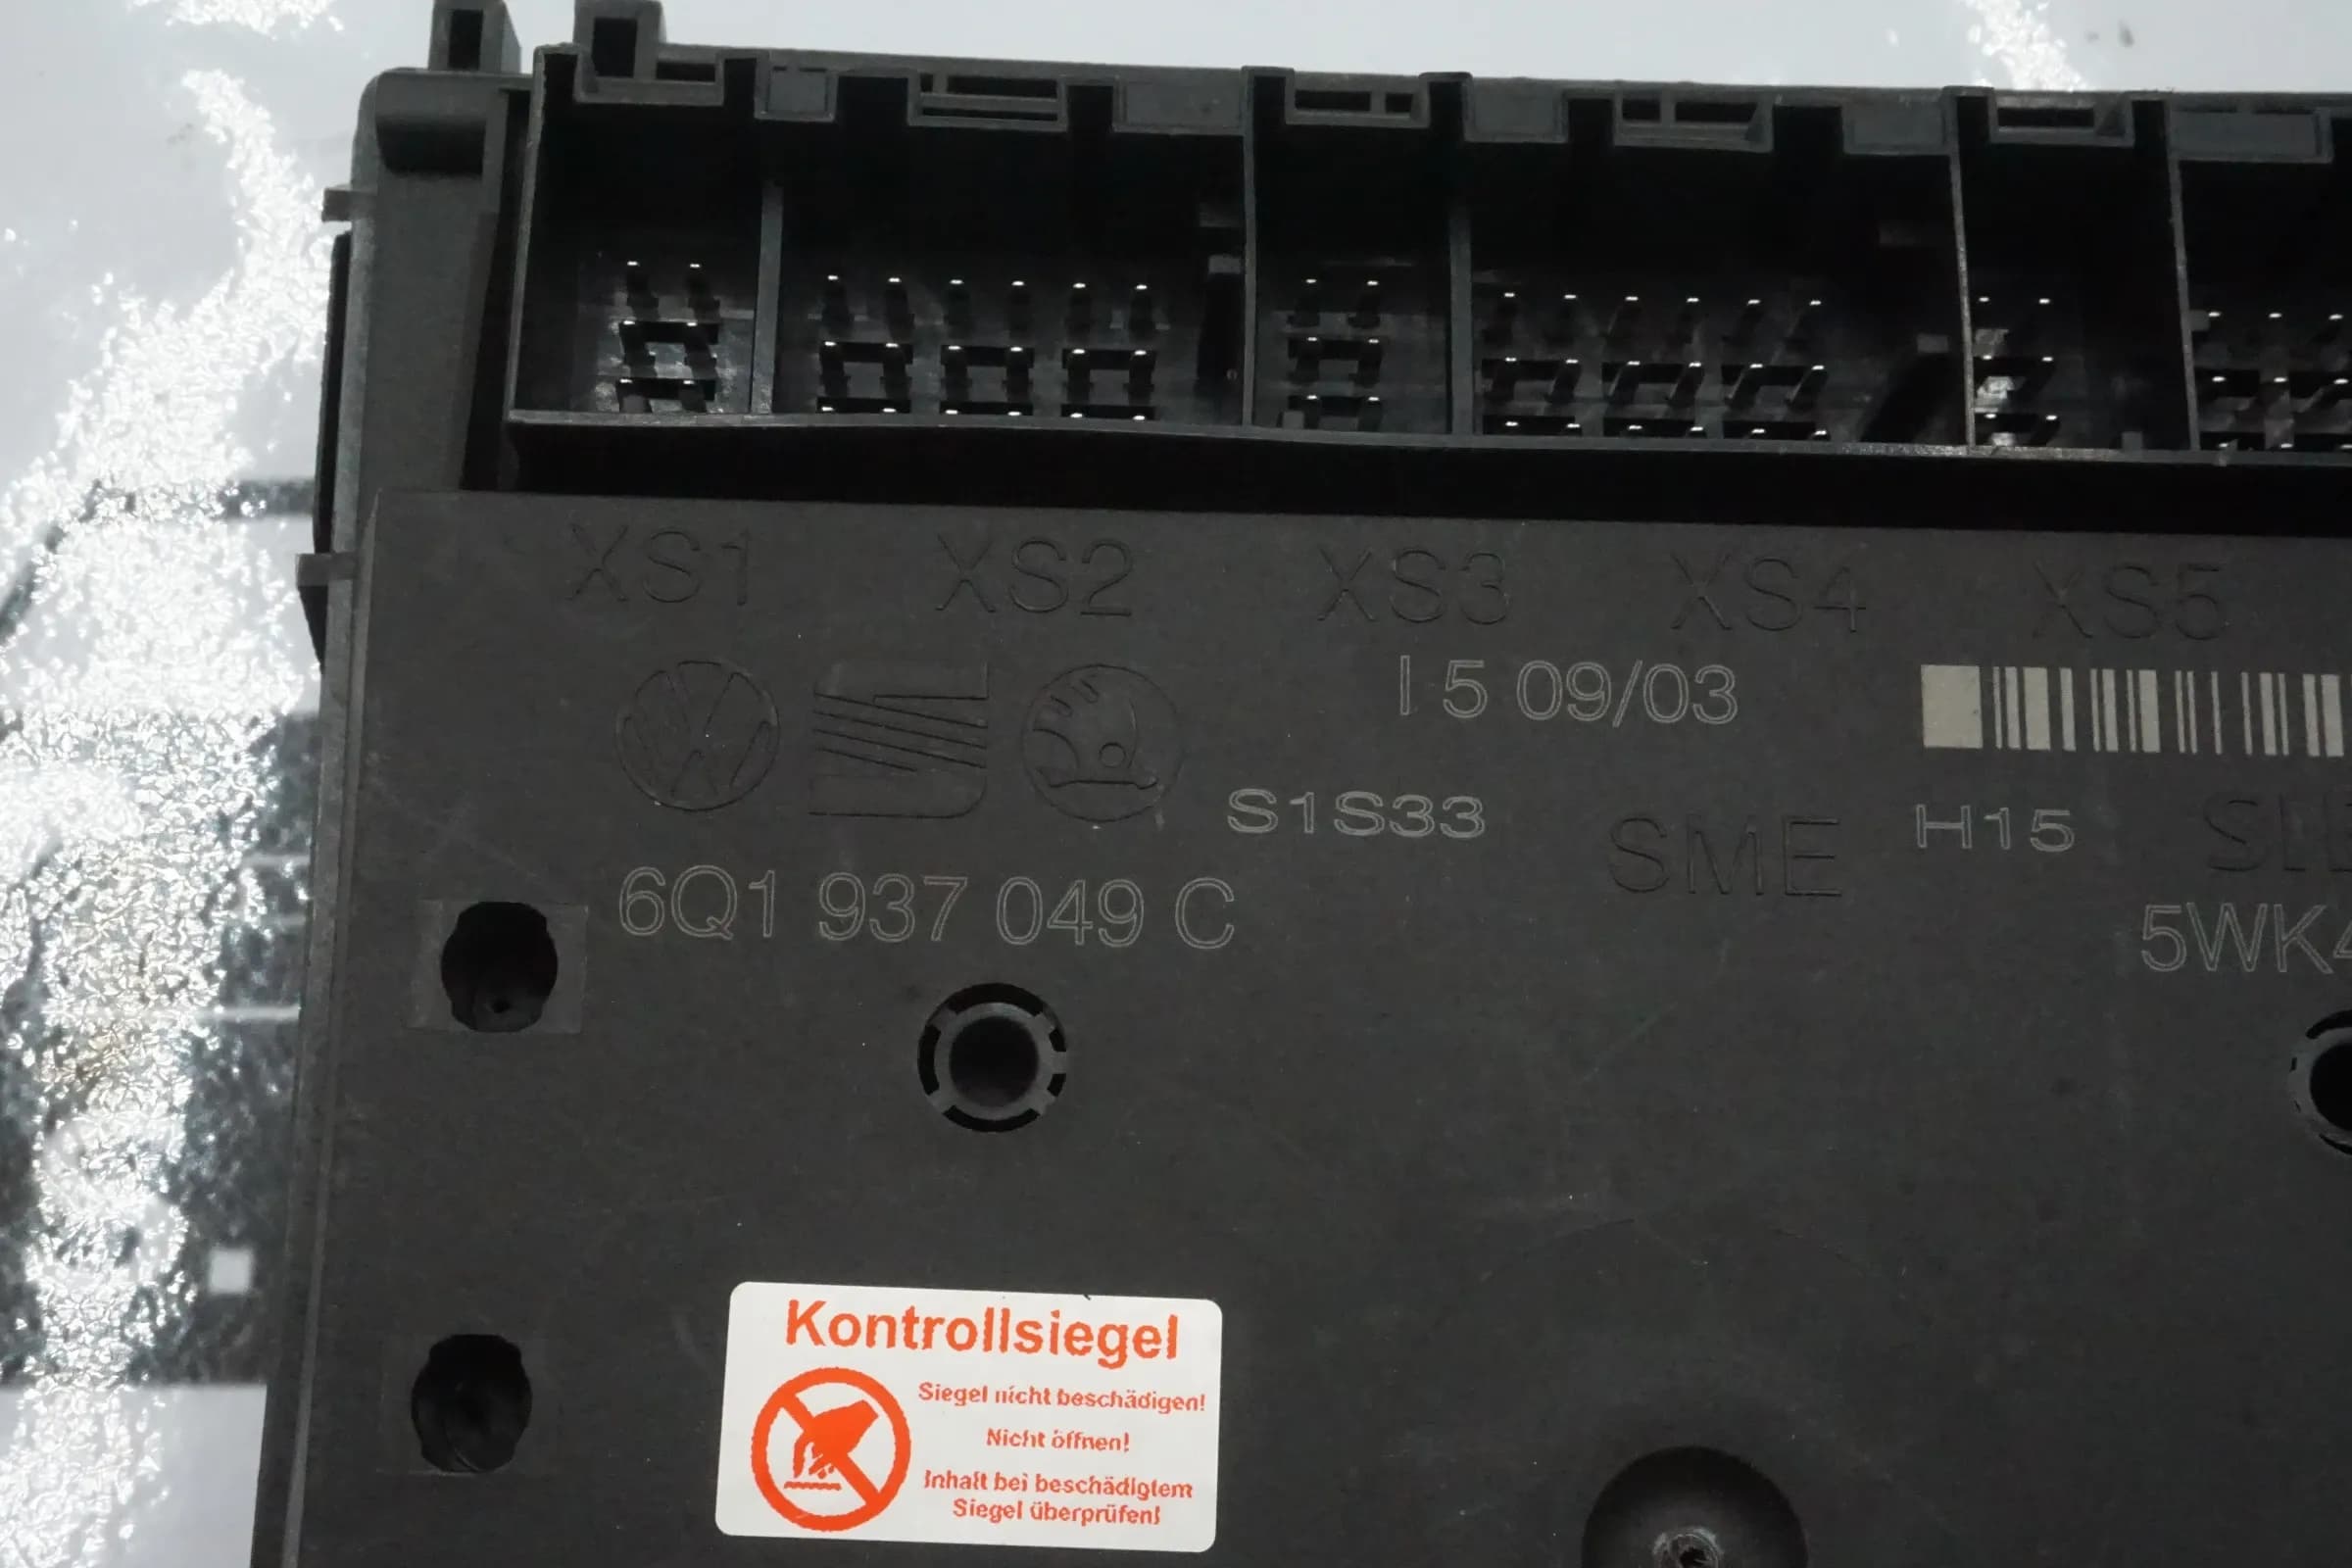 XS1 XS2 XS3 XS4 XS5
I 5 09/03
S1S33
SME
H15
6Q1 937 049 C
5WK4
Kontrollsiegel
Siegel nicht beschädigen!
Nicht öffnen!
Inhalt bei beschädigtem
Siegel überprüfen!